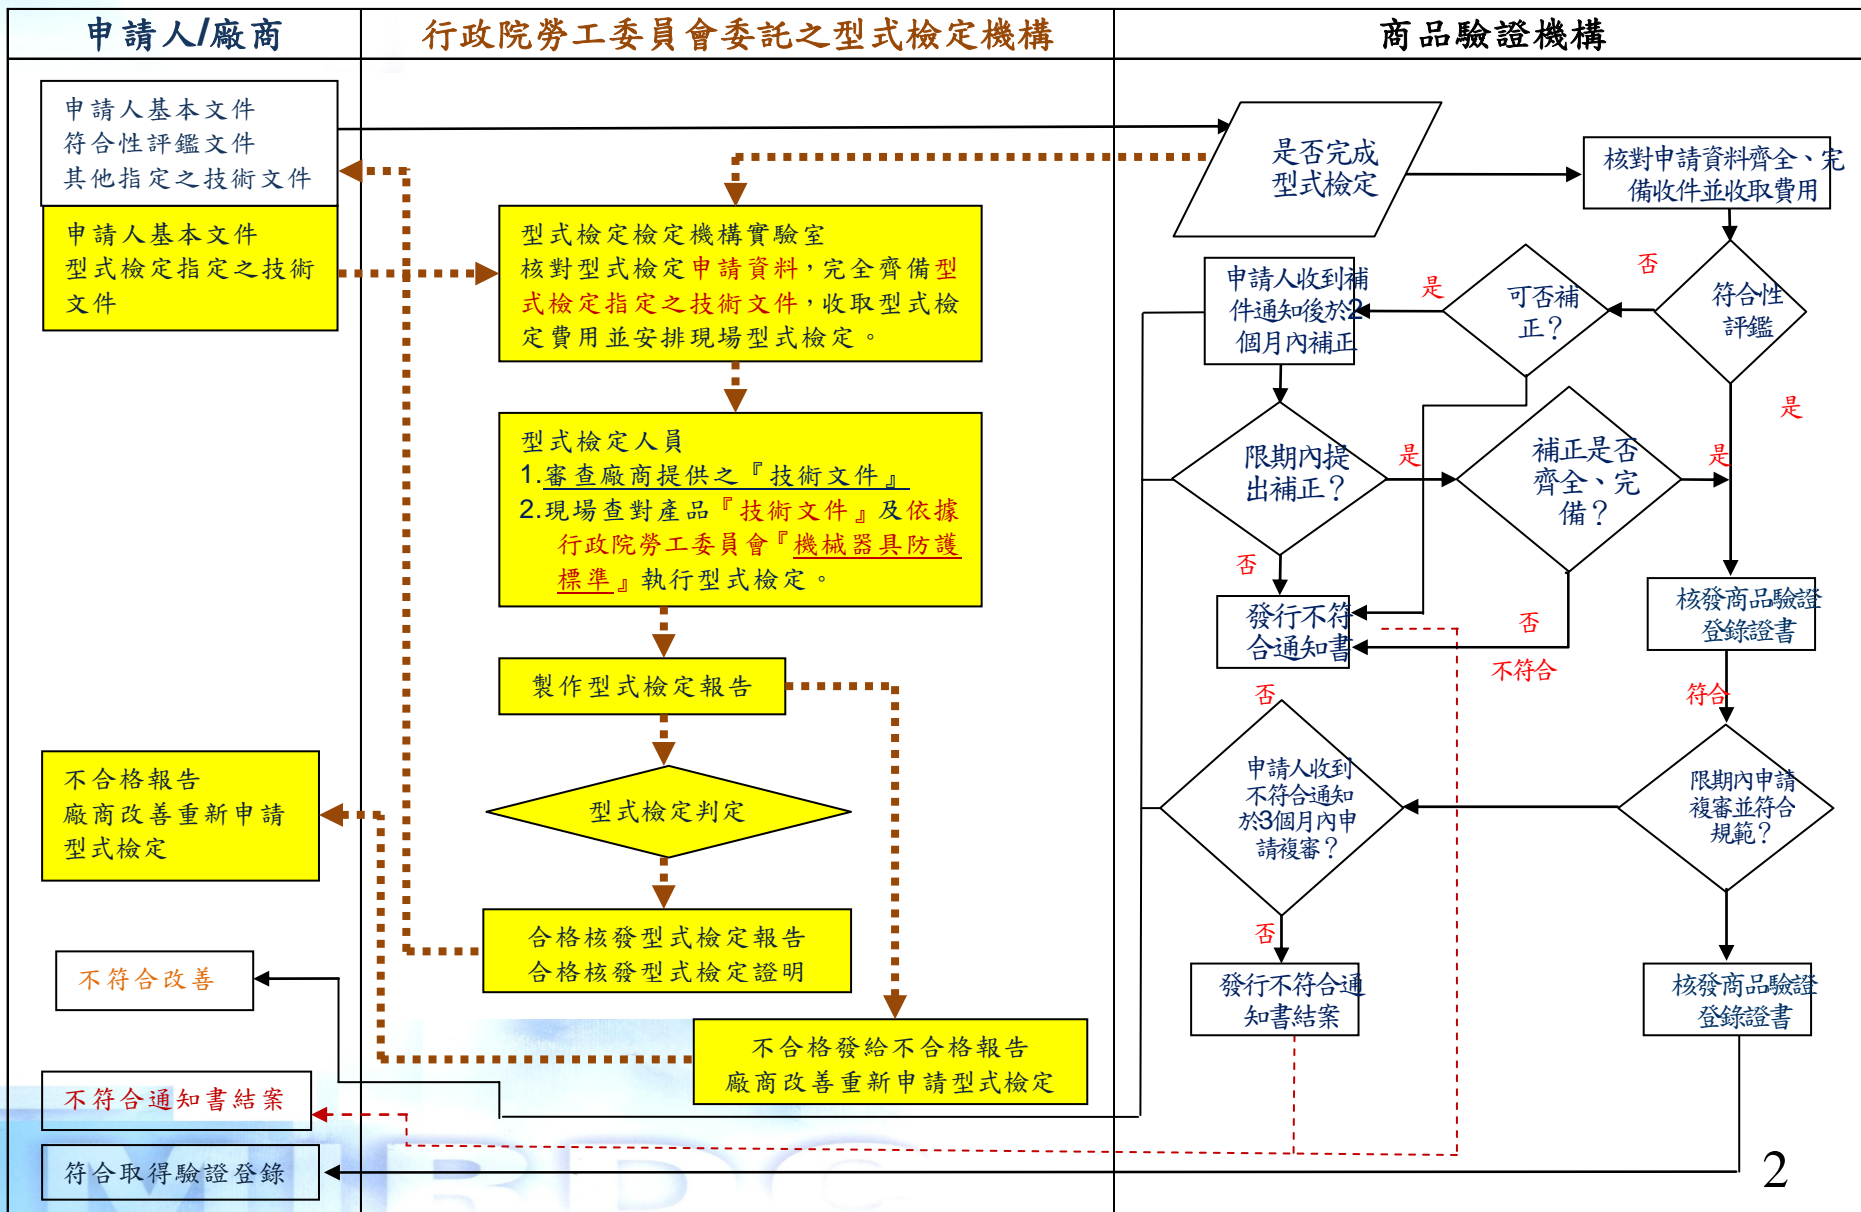 申請人/廠商
行政院勞工委員會委託之型式檢定機構
商品驗證機構
申請人基本文件
符合性評鑑文件
其他指定之技術文件
申請人基本文件
型式檢定指定之技術
文件
不合格報告
廠商改善重新申請
型式檢定
不符合改善
不符合通知書結案
符合取得驗證登錄
型式檢定檢定機構實驗室
核對型式檢定申請資料，完全齊備型
式檢定指定之技術文件，收取型式檢
定費用並安排現場型式檢定。
型式檢定人員
1.審查廠商提供之『技術文件』
2.現場查對產品『技術文件』及依據
行政院勞工委員會『機械器具防護
標準』執行型式檢定。
製作型式檢定報告
型式檢定判定
合格核發型式檢定報告
合格核發型式檢定證明
不合格發給不合格報告
廠商改善重新申請型式檢定
是否完成
型式檢定
核對申請資料齊全、完
備收件並收取費用
符合性
評鑑
否
可否補
正？
是
申請人收到補
件通知後於2
個月內補正
是
限期內提
出補正？
是
補正是否
齊全、完
備？
是
否
發行不符
合通知書
否
不符合
核發商品驗證
登錄證書
符合
否
申請人收到
不符合通知
於3個月內申
請複審？
限期內申請
複審並符合
規範？
否
發行不符合通
知書結案
核發商品驗證
登錄證書
MIRDC
2